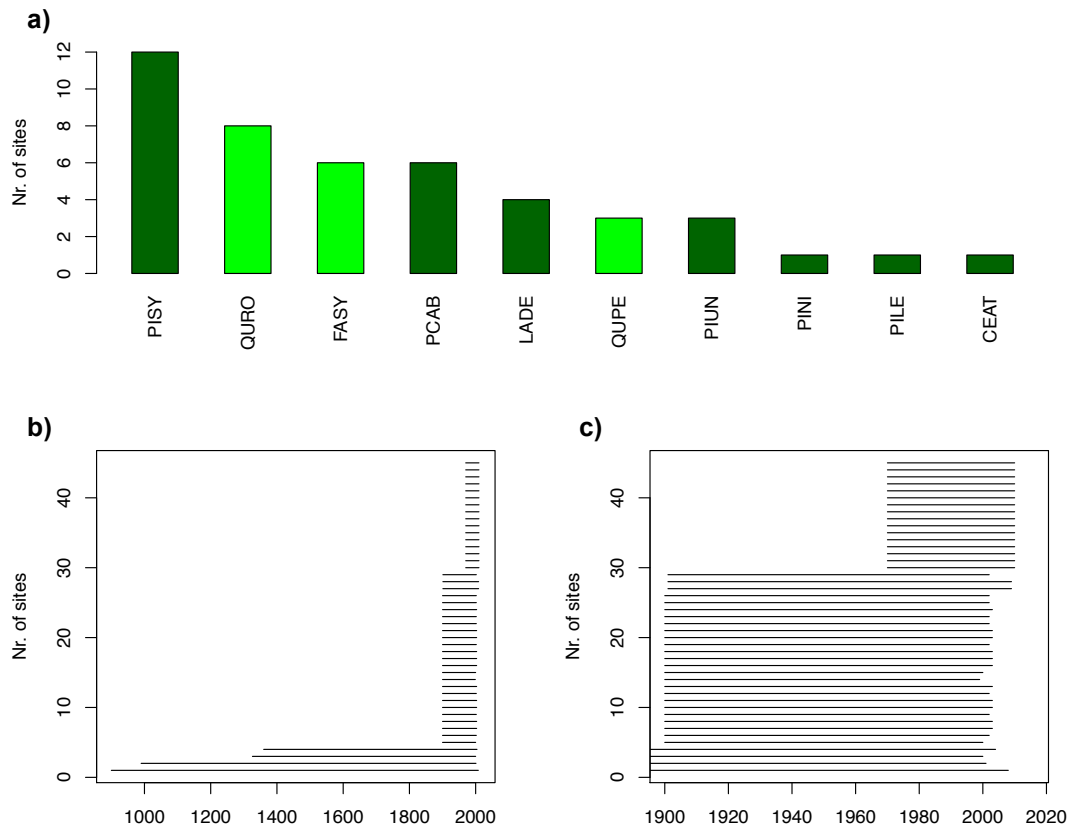 a)
Nr. of sites
0 2 4 6 8 10 12
PISY QURO FASY PCAB LADE QUPE PIUN PINI PILE CEAT
b)
Nr. of sites
0 10 20 30 40
1000 1200 1400 1600 1800 2000
c)
Nr. of sites
0 10 20 30 40
1900 1920 1940 1960 1980 2000 2020